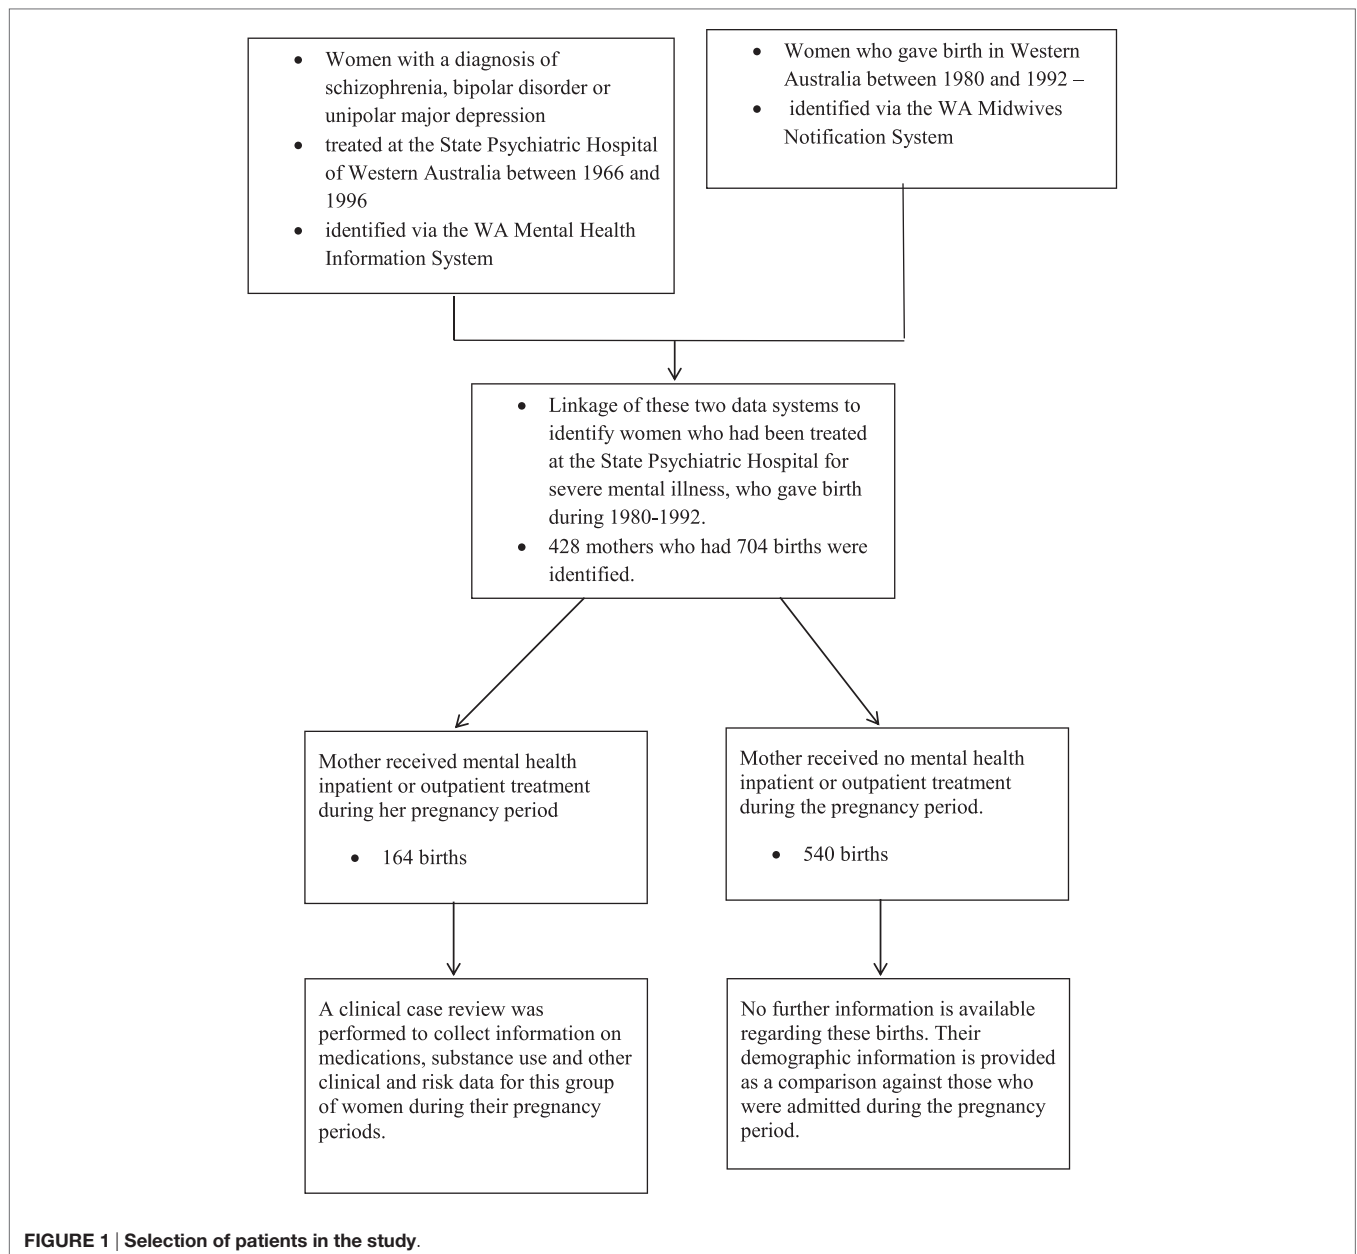 • Women with a diagnosis of
schizophrenia, bipolar disorder or
unipolar major depression
• treated at the State Psychiatric Hospital
of Western Australia between 1966 and
1996
• identified via the WA Mental Health
Information System
• Women who gave birth in Western
Australia between 1980 and 1992 –
• identified via the WA Midwives
Notification System
• Linkage of these two data systems to
identify women who had been treated
at the State Psychiatric Hospital for
severe mental illness, who gave birth
during 1980-1992.
• 428 mothers who had 704 births were
identified.
Mother received mental health
inpatient or outpatient treatment
during her pregnancy period
• 164 births
Mother received no mental health
inpatient or outpatient treatment
during the pregnancy period.
• 540 births
A clinical case review was
performed to collect information on
medications, substance use and other
clinical and risk data for this group
of women during their pregnancy
periods.
No further information is available
regarding these births. Their
demographic information is provided
as a comparison against those who
were admitted during the pregnancy
period.
FIGURE 1 | Selection of patients in the study.